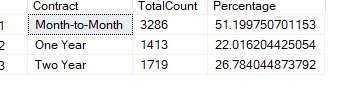 Contract TotalCount Percentage
1 Month-to-Month 3286 51.199750701153
2 One Year 1413 22.016204425054
3 Two Year 1719 26.784044873792